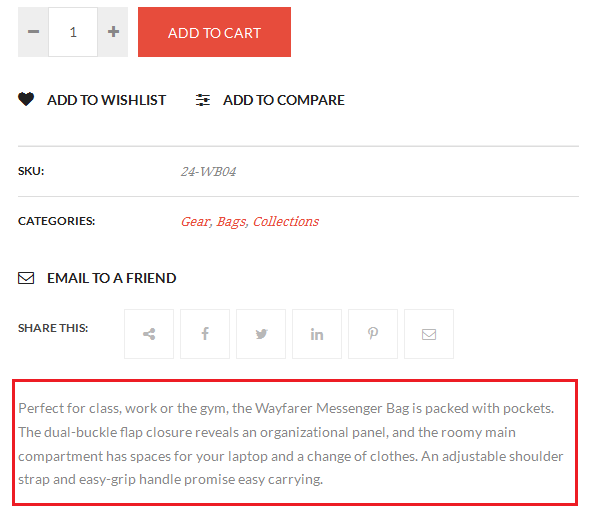 1 ADD TO CART
ADD TO WISHLIST ADD TO COMPARE
SKU: 24-WB04
CATEGORIES: Gear, Bags, Collections
EMAIL TO A FRIEND
SHARE THIS:
Perfect for class, work or the gym, the Wayfarer Messenger Bag is packed with pockets.
The dual-buckle flap closure reveals an organizational panel, and the roomy main
compartment has spaces for your laptop and a change of clothes. An adjustable shoulder
strap and easy-grip handle promise easy carrying.